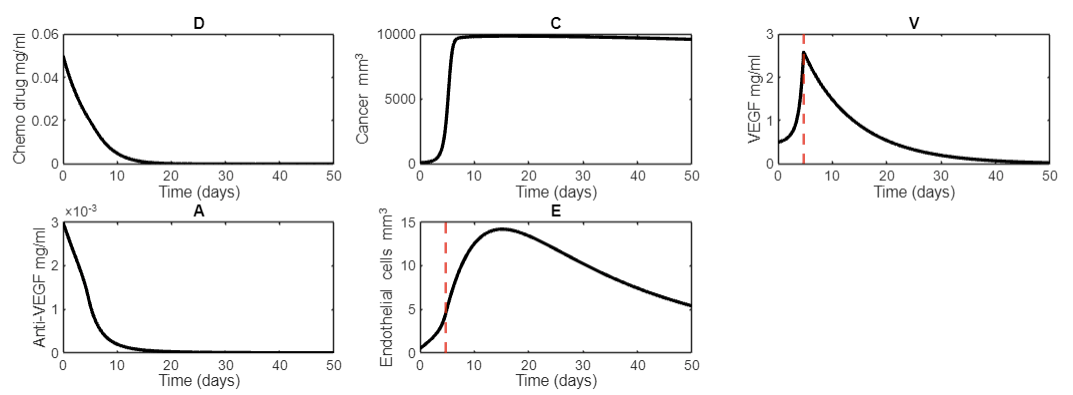 D
Chemo drug mg/ml
0.06
0.04
0.02
0
0 10 20 30 40 50
Time (days)
C
Cancer mm³
10000
5000
0
0 10 20 30 40 50
Time (days)
V
VEGF mg/ml
3
2
1
0
0 10 20 30 40 50
Time (days)
A
×10⁻³
Anti-VEGF mg/ml
3
2
1
0
0 10 20 30 40 50
Time (days)
E
Endothelial cells mm³
15
10
5
0
0 10 20 30 40 50
Time (days)